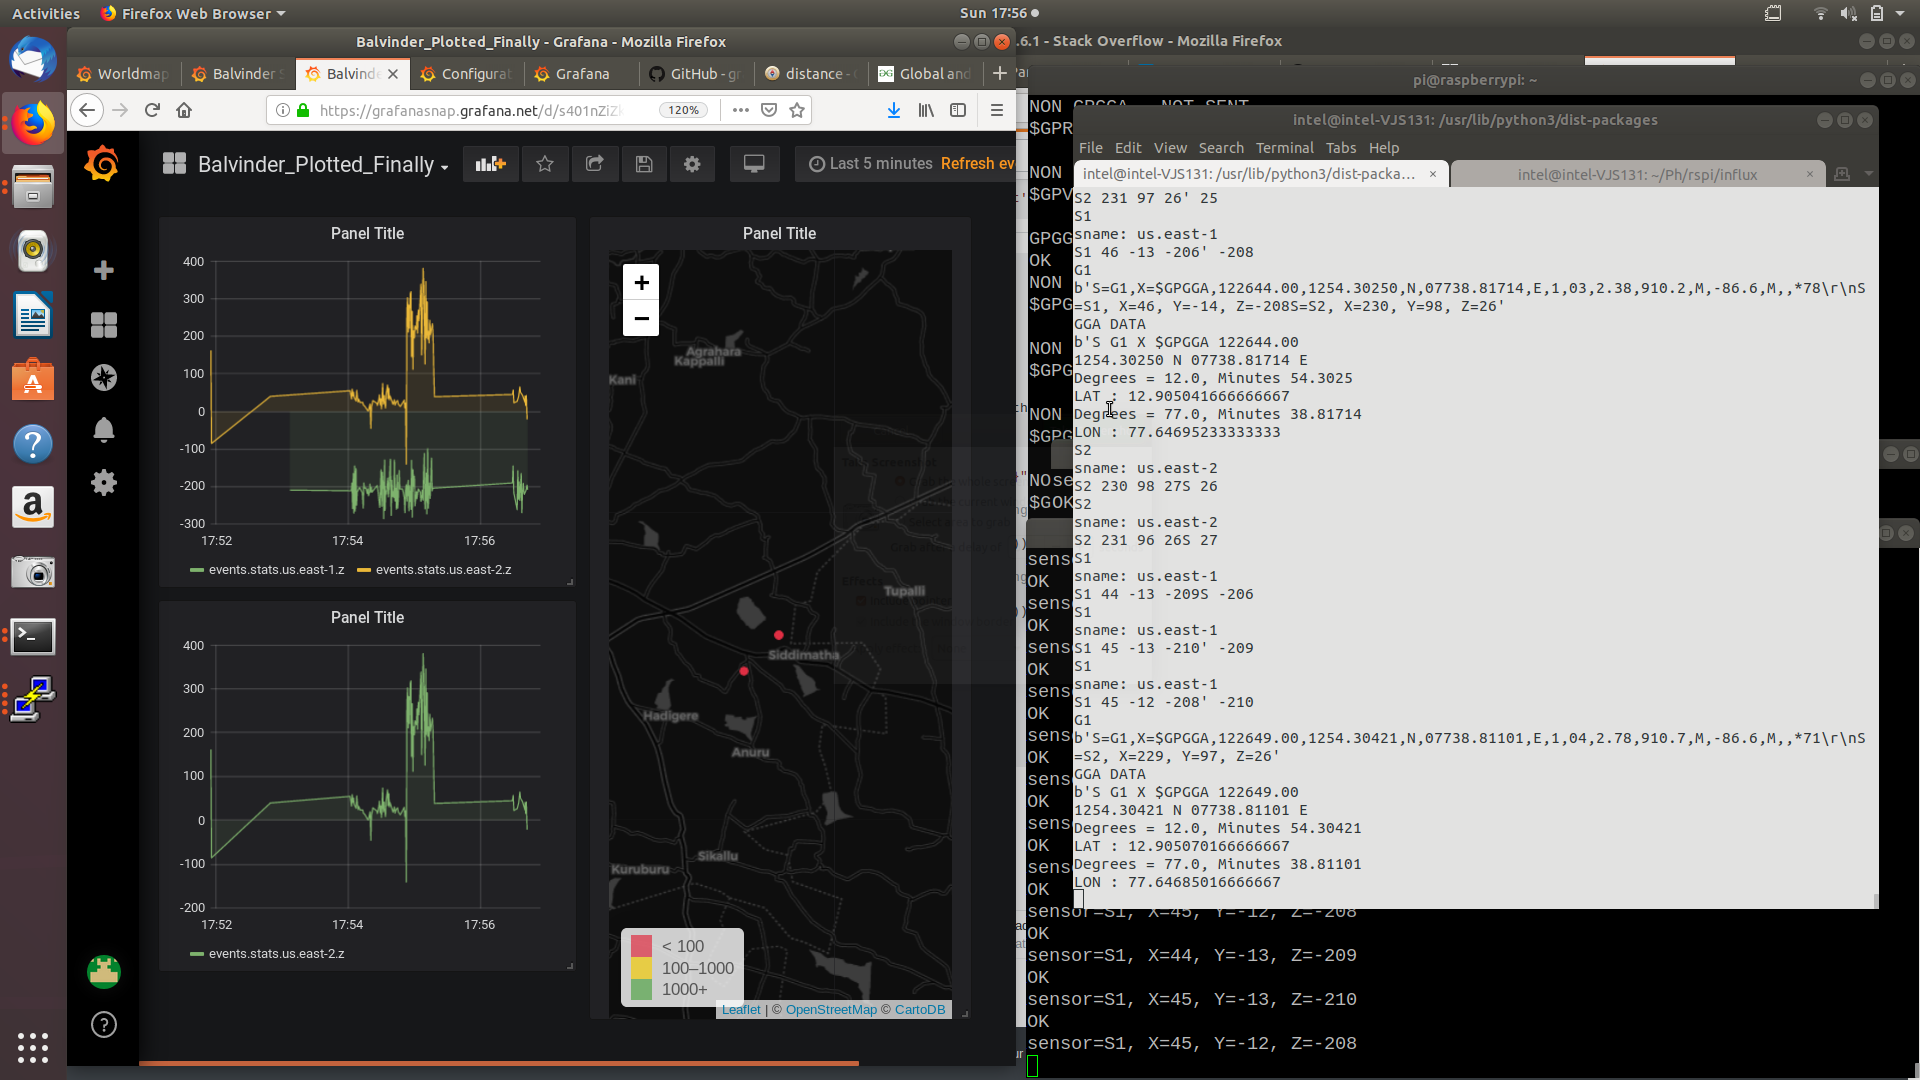 Activities
Firefox Web Browser
Sun 17:56
Balvinder_Plotted_Finally - Grafana - Mozilla Firefox
.6.1 - Stack Overflow - Mozilla Firefox
Worldmap
Balvinder
Balvinde
Configurat
Grafana
GitHub - gr
distance -
Global and
https://grafanasnap.grafana.net/d/s401nZiZ
120%
Balvinder_Plotted_Finally
Last 5 minutes
Refresh ev
Panel Title
400
300
200
100
0
-100
-200
-300
17:52
17:54
17:56
events.stats.us.east-1.z
events.stats.us.east-2.z
Panel Title
400
300
200
100
0
-100
-200
17:52
17:54
17:56
events.stats.us.east-2.z
Panel Title
+
−
Agrahara
Kappalli
Kani
Tupalli
Siddimatha
Hadigere
Anuru
Sikallu
Kuruburu
< 100
100–1000
1000+
Leaflet | © OpenStreetMap © CartoDB
pi@raspberrypi: ~
NON GPGGA NOT SENT
$GPR
NON
$GPV
GPGG
OK
NON
$GPG
NON
$GPG
NON
$GPG
NOse
$GOK
sens
OK
sens
OK
sens
OK
sens
OK
sens
OK
sens
OK
sens
OK
sens
OK
sensor=S1, X=45, Y=-12, Z=-208
OK
sensor=S1, X=44, Y=-13, Z=-209
OK
sensor=S1, X=45, Y=-13, Z=-210
OK
sensor=S1, X=45, Y=-12, Z=-208
intel@intel-VJS131: /usr/lib/python3/dist-packages
File Edit View Search Terminal Tabs Help
intel@intel-VJS131: /usr/lib/python3/dist-packa...
intel@intel-VJS131: ~/Ph/rspi/influx
S2 231 97 26' 25
S1
sname: us.east-1
S1 46 -13 -206' -208
G1
b'S=G1,X=$GPGGA,122644.00,1254.30250,N,07738.81714,E,1,03,2.38,910.2,M,-86.6,M,,*78\r\nS
=S1, X=46, Y=-14, Z=-208S=S2, X=230, Y=98, Z=26'
GGA DATA
b'S G1 X $GPGGA 122644.00
1254.30250 N 07738.81714 E
Degrees = 12.0, Minutes 54.3025
LAT : 12.905041666666667
Degrees = 77.0, Minutes 38.81714
LON : 77.64695233333333
S2
sname: us.east-2
S2 230 98 27S 26
S2
sname: us.east-2
S2 231 96 26S 27
S1
sname: us.east-1
S1 44 -13 -209S -206
S1
sname: us.east-1
S1 45 -13 -210' -209
S1
sname: us.east-1
S1 45 -12 -208' -210
G1
b'S=G1,X=$GPGGA,122649.00,1254.30421,N,07738.81101,E,1,04,2.78,910.7,M,-86.6,M,,*71\r\nS
=S2, X=229, Y=97, Z=26'
GGA DATA
b'S G1 X $GPGGA 122649.00
1254.30421 N 07738.81101 E
Degrees = 12.0, Minutes 54.30421
LAT : 12.905070166666667
Degrees = 77.0, Minutes 38.81101
LON : 77.64685016666667